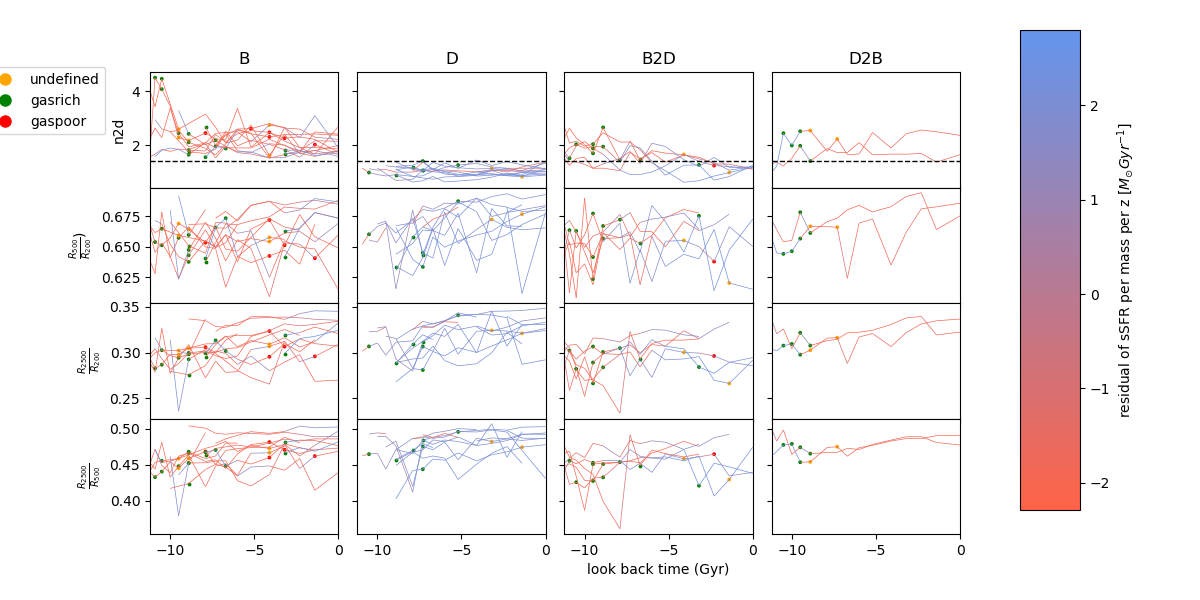 B D B2D D2B
undefined
gasrich
gaspoor
n2d
4
2
R500
R200)
0.675
0.650
0.625
R2500
R200
0.35
0.30
0.25
R2500
R500
0.50
0.45
0.40
−10 −5 0 −10 −5 0 −10 −5 0 −10 −5 0
look back time (Gyr)
2
1
0
−1
−2
residual of sSFR per mass per z [M⊙Gyr⁻¹]